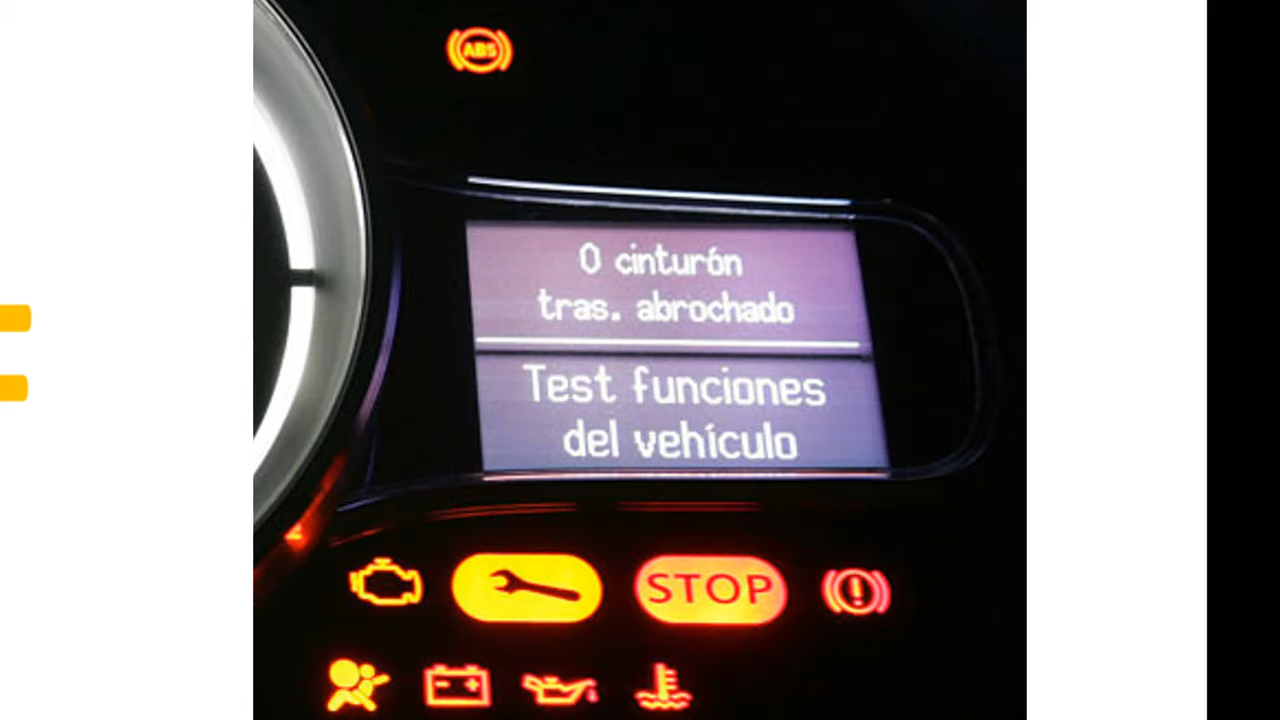 ABS
0 cinturón
tras. abrochado
Test funciones
del vehículo
STOP